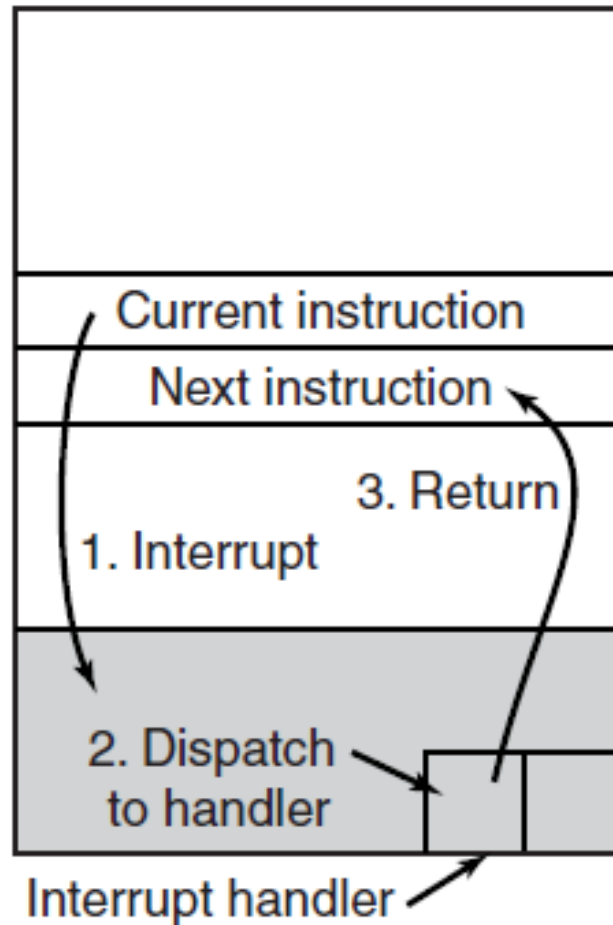 Current instruction
Next instruction
3. Return
1. Interrupt
2. Dispatch
to handler
Interrupt handler